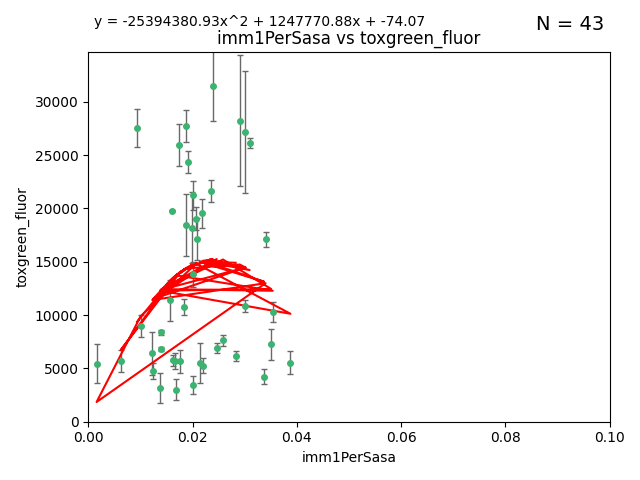 y = -25394380.93x^2 + 1247770.88x + -74.07
N = 43
imm1PerSasa vs toxgreen_fluor
toxgreen_fluor
30000
25000
20000
15000
10000
5000
0
0.00 0.02 0.04 0.06 0.08 0.10
imm1PerSasa